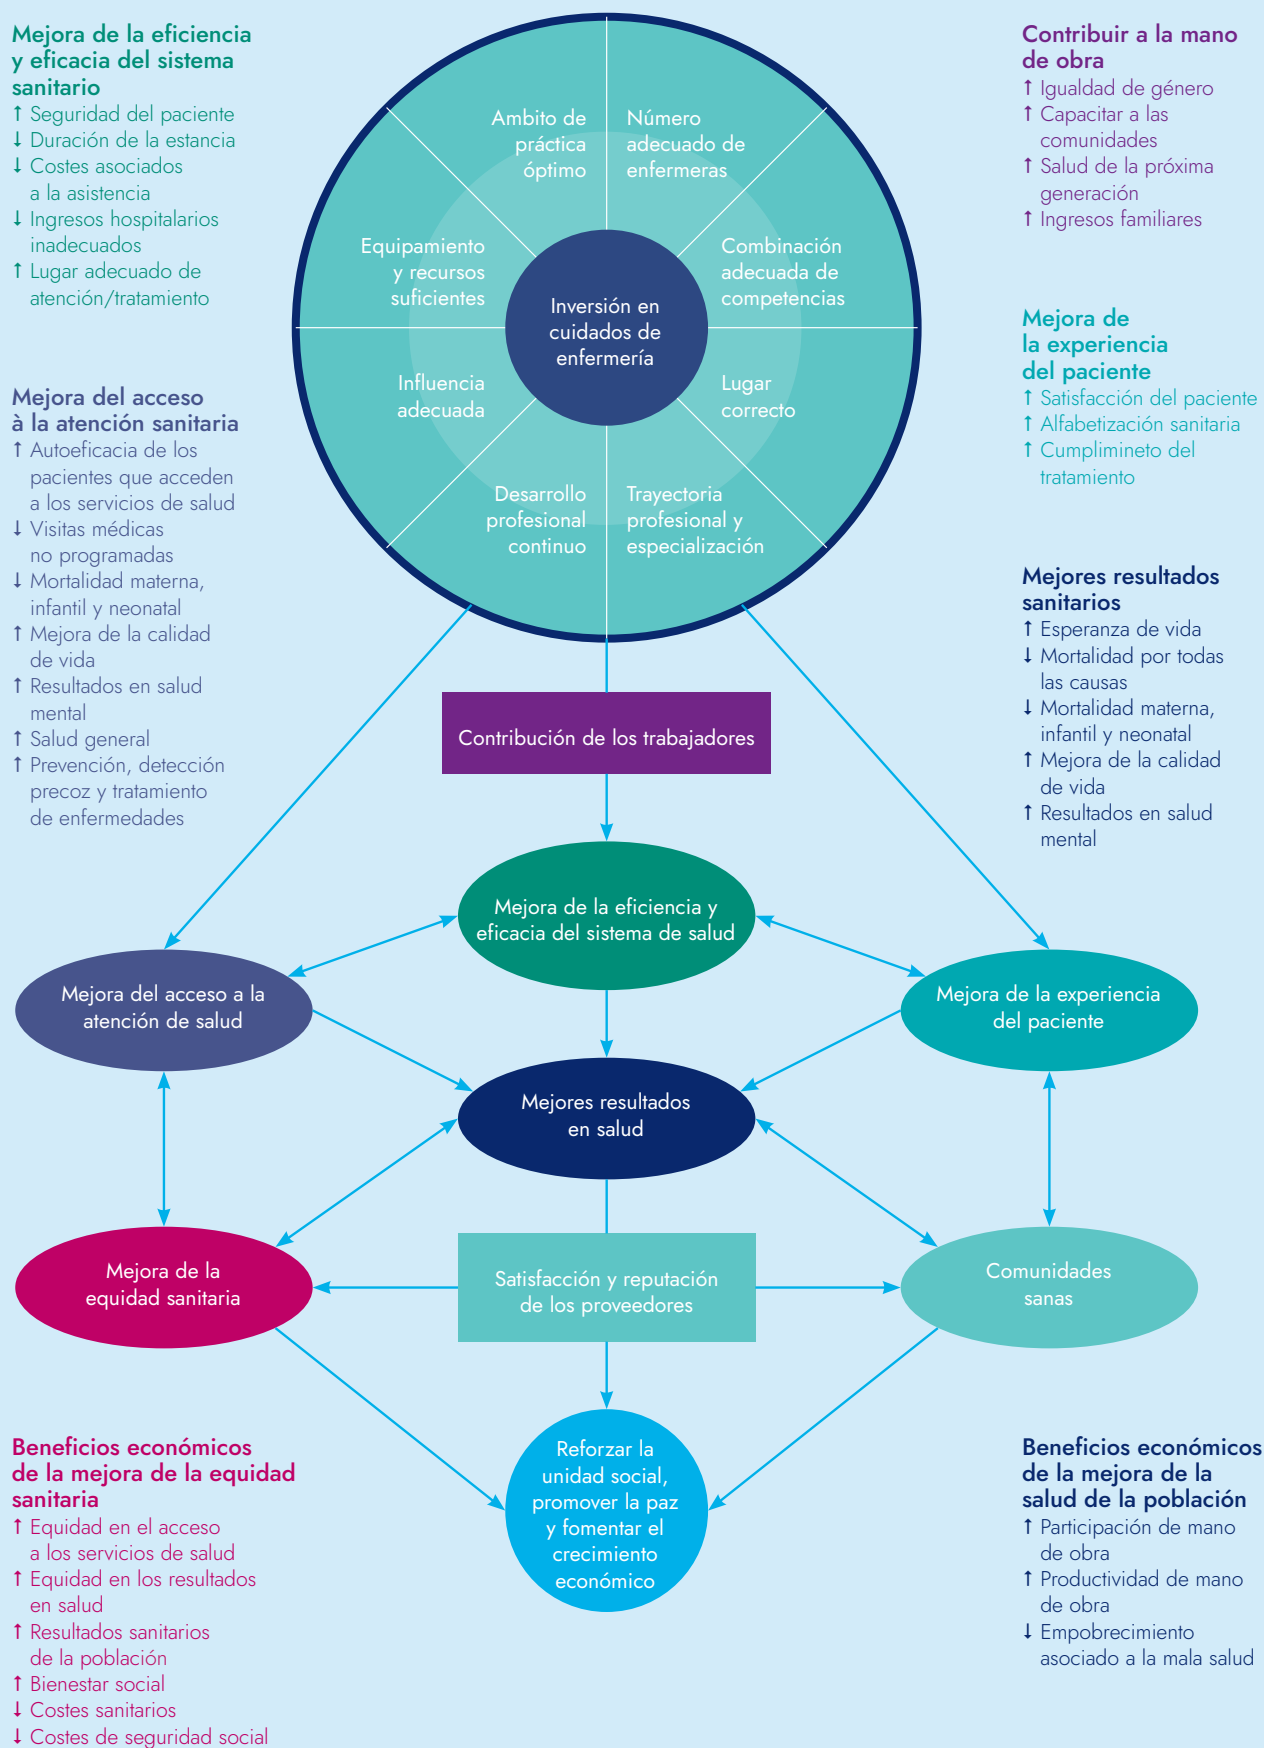 Mejora de la eficiencia
y eficacia del sistema
sanitario
↑ Seguridad del paciente
↓ Duración de la estancia
↓ Costes asociados
a la asistencia
↓ Ingresos hospitalarios
inadecuados
↑ Lugar adecuado de
atención/tratamiento
Mejora del acceso
à la atención sanitaria
↑ Autoeficacia de los
pacientes que acceden
a los servicios de salud
↓ Visitas médicas
no programadas
↓ Mortalidad materna,
infantil y neonatal
↑ Mejora de la calidad
de vida
↑ Resultados en salud
mental
↑ Salud general
↑ Prevención, detección
precoz y tratamiento
de enfermedades
Ambito de
práctica
óptimo
Número
adecuado de
enfermeras
Equipamiento
y recursos
suficientes
Combinación
adecuada de
competencias
Inversión en
cuidados de
enfermería
Influencia
adecuada
Lugar
correcto
Desarrollo
profesional
continuo
Trayectoria
profesional y
especialización
Contribuir a la mano
de obra
↑ Igualdad de género
↑ Capacitar a las
comunidades
↑ Salud de la próxima
generación
↑ Ingresos familiares
Mejora de
la experiencia
del paciente
↑ Satisfacción del paciente
↑ Alfabetización sanitaria
↑ Cumplimineto del
tratamiento
Mejores resultados
sanitarios
↑ Esperanza de vida
↓ Mortalidad por todas
las causas
↓ Mortalidad materna,
infantil y neonatal
↑ Mejora de la calidad
de vida
↑ Resultados en salud
mental
Contribución de los trabajadores
Mejora de la eficiencia y
eficacia del sistema de salud
Mejora del acceso a la
atención de salud
Mejora de la experiencia
del paciente
Mejores resultados
en salud
Mejora de la
equidad sanitaria
Satisfacción y reputación
de los proveedores
Comunidades
sanas
Reforzar la
unidad social,
promover la paz
y fomentar el
crecimiento
económico
Beneficios económicos
de la mejora de la equidad
sanitaria
↑ Equidad en el acceso
a los servicios de salud
↑ Equidad en los resultados
en salud
↑ Resultados sanitarios
de la población
↑ Bienestar social
↓ Costes sanitarios
↓ Costes de seguridad social
Beneficios económicos
de la mejora de la
salud de la población
↑ Participación de mano
de obra
↑ Productividad de mano
de obra
↓ Empobrecimiento
asociado a la mala salud